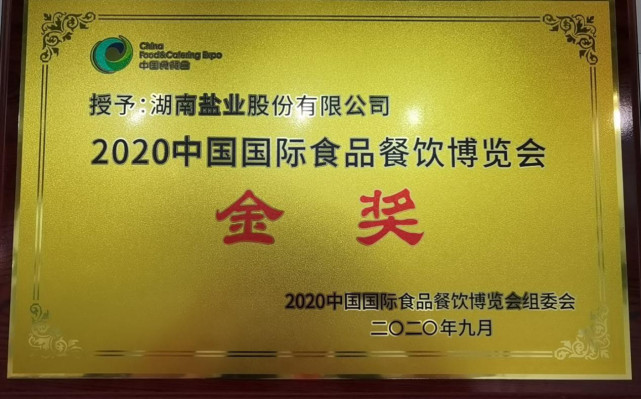 China
Food&Catering Expo
中国食餐会
授予:湖南盐业股份有限公司
2020中国国际食品餐饮博览会
金奖
2020中国国际食品餐饮博览会组委会
二〇二〇年九月